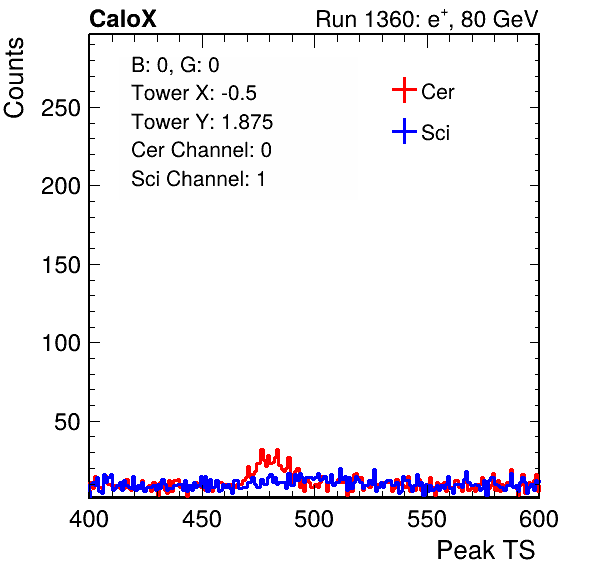 CaloX
Run 1360: e+, 80 GeV
Counts
B: 0, G: 0
Tower X: -0.5
Tower Y: 1.875
Cer Channel: 0
Sci Channel: 1
Cer
Sci
250
200
150
100
50
400 450 500 550 600
Peak TS